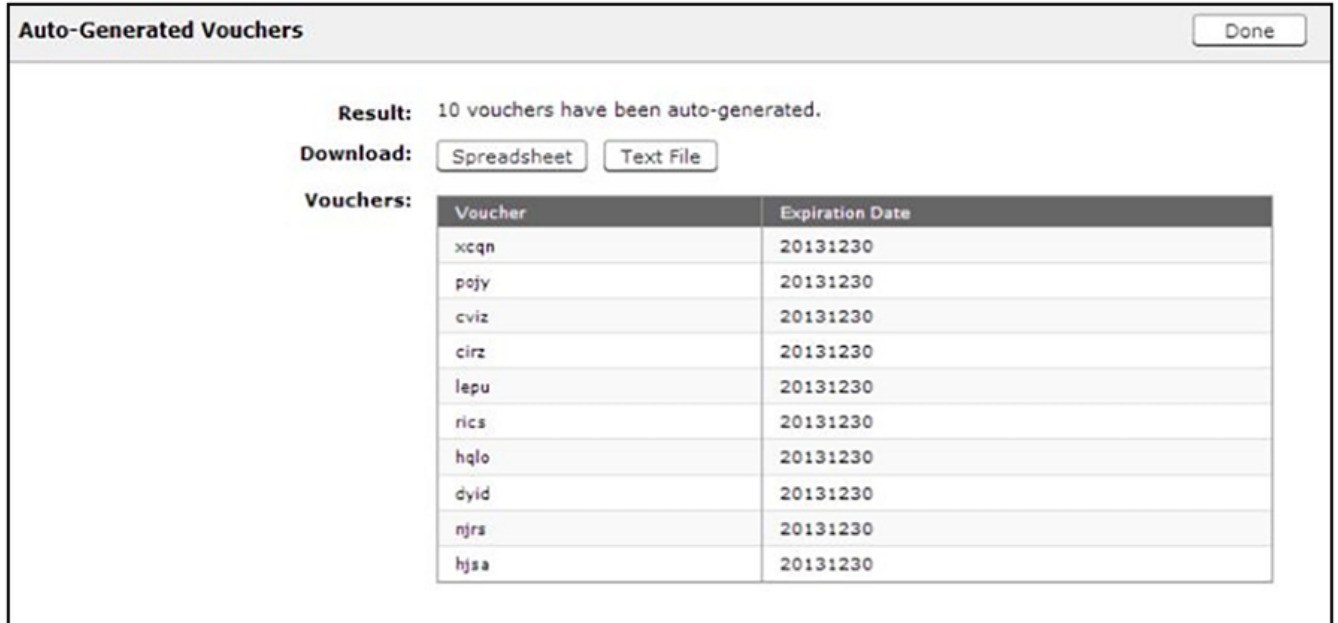 Auto-Generated Vouchers Done
Result: 10 vouchers have been auto-generated.
Download: Spreadsheet Text File
Vouchers:
Voucher Expiration Date
xcqn 20131230
pojy 20131230
cviz 20131230
cirz 20131230
lepu 20131230
rics 20131230
hqlo 20131230
dyid 20131230
njrs 20131230
hjsa 20131230